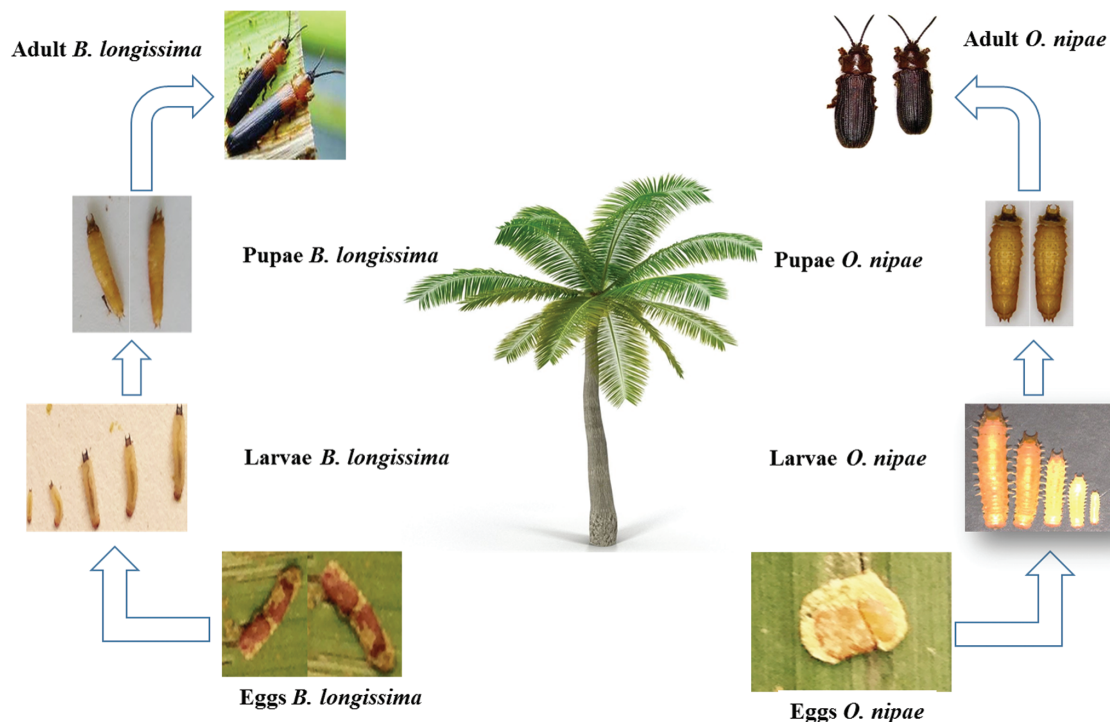 Adult B. longissima
Adult O. nipae
Pupae B. longissima
Pupae O. nipae
Larvae B. longissima
Larvae O. nipae
Eggs B. longissima
Eggs O. nipae